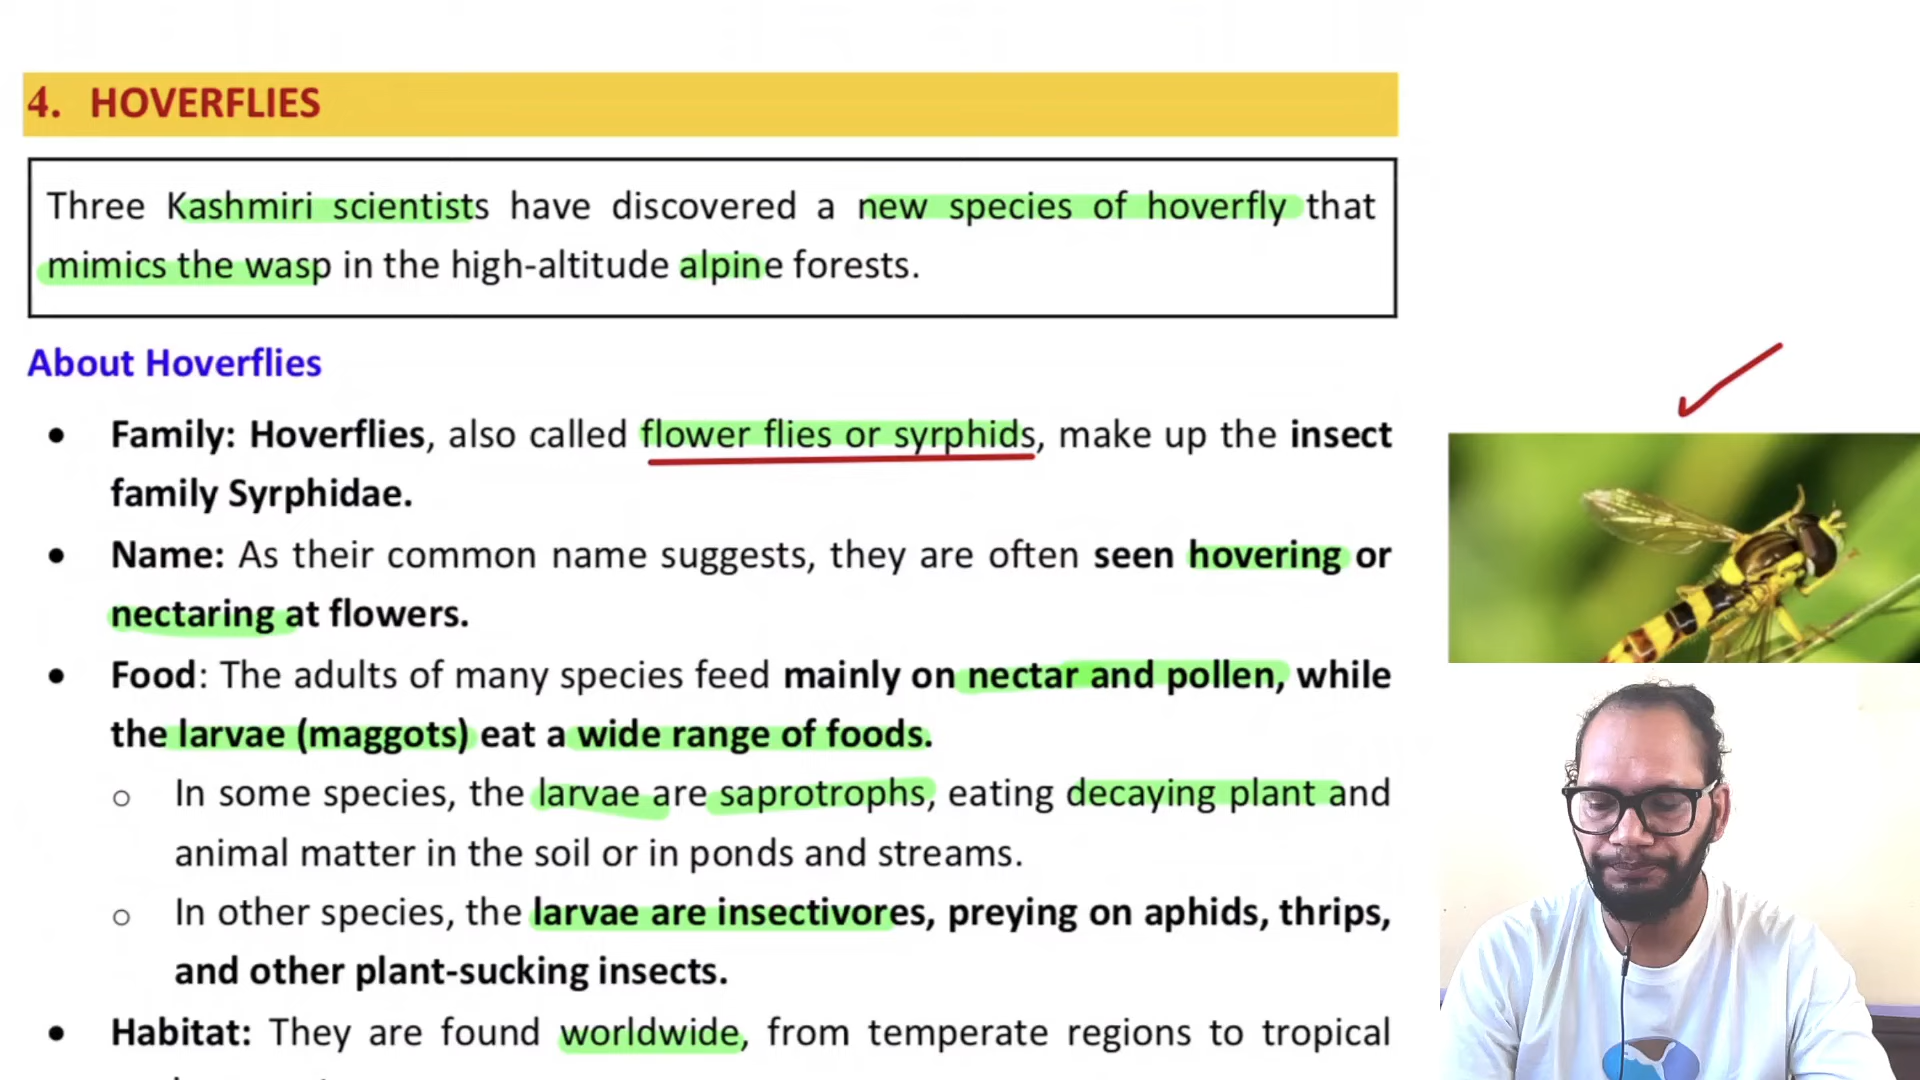 4. HOVERFLIES
Three Kashmiri scientists have discovered a new species of hoverfly that
mimics the wasp in the high-altitude alpine forests.
About Hoverflies
• Family: Hoverflies, also called flower flies or syrphids, make up the insect
family Syrphidae.
• Name: As their common name suggests, they are often seen hovering or
nectaring at flowers.
• Food: The adults of many species feed mainly on nectar and pollen, while
the larvae (maggots) eat a wide range of foods.
o In some species, the larvae are saprotrophs, eating decaying plant and
animal matter in the soil or in ponds and streams.
o In other species, the larvae are insectivores, preying on aphids, thrips,
and other plant-sucking insects.
• Habitat: They are found worldwide, from temperate regions to tropical